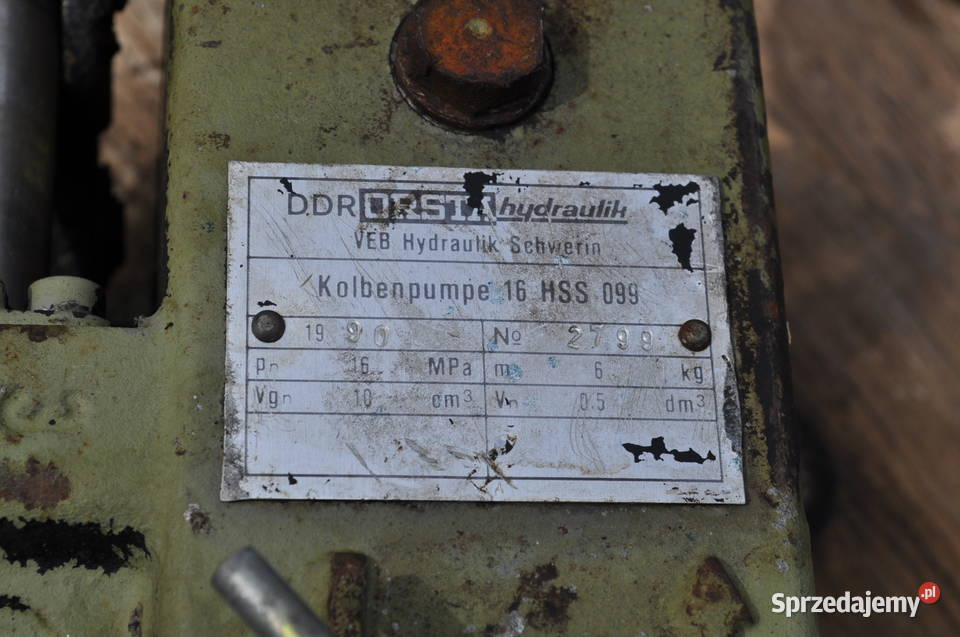 DDR ORSTA hydraulik
VEB Hydraulik Schwerin
Kolbenpumpe 16 HSS 099
1990 № 2799
pn 16 MPa m 6 kg
Vgn 10 cm³ Vn 0.5 dm³
Sprzedajemy.pl